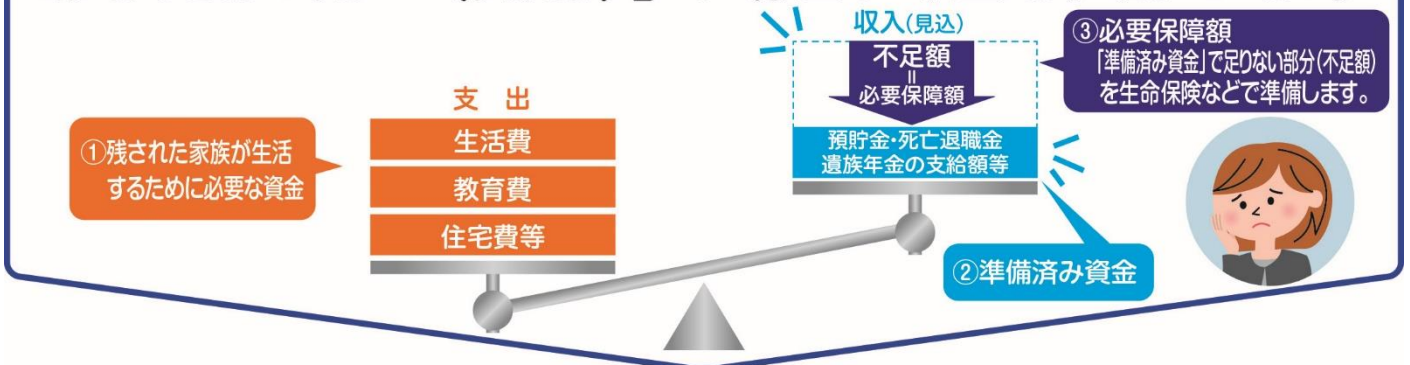 収入(見込)
不足額
=
必要保障額
③必要保障額
「準備済み資金」で足りない部分(不足額)
を生命保険などで準備します。
支 出
①残された家族が生活
するために必要な資金
生活費
教育費
住宅費等
預貯金・死亡退職金
遺族年金の支給額等
②準備済み資金